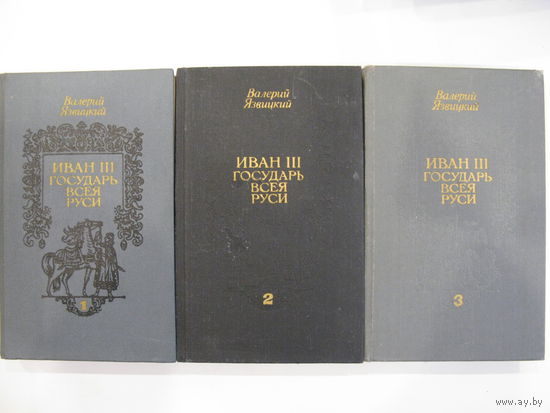 Валерий
Язвицкий
ИВАН III
ГОСУДАРЬ
ВСЕЯ
РУСИ
1
Валерий
Язвицкий
ИВАН III
ГОСУДАРЬ
ВСЕЯ
РУСИ
2
Валерий
Язвицкий
ИВАН III
ГОСУДАРЬ
ВСЕЯ
РУСИ
3
www.ay.by